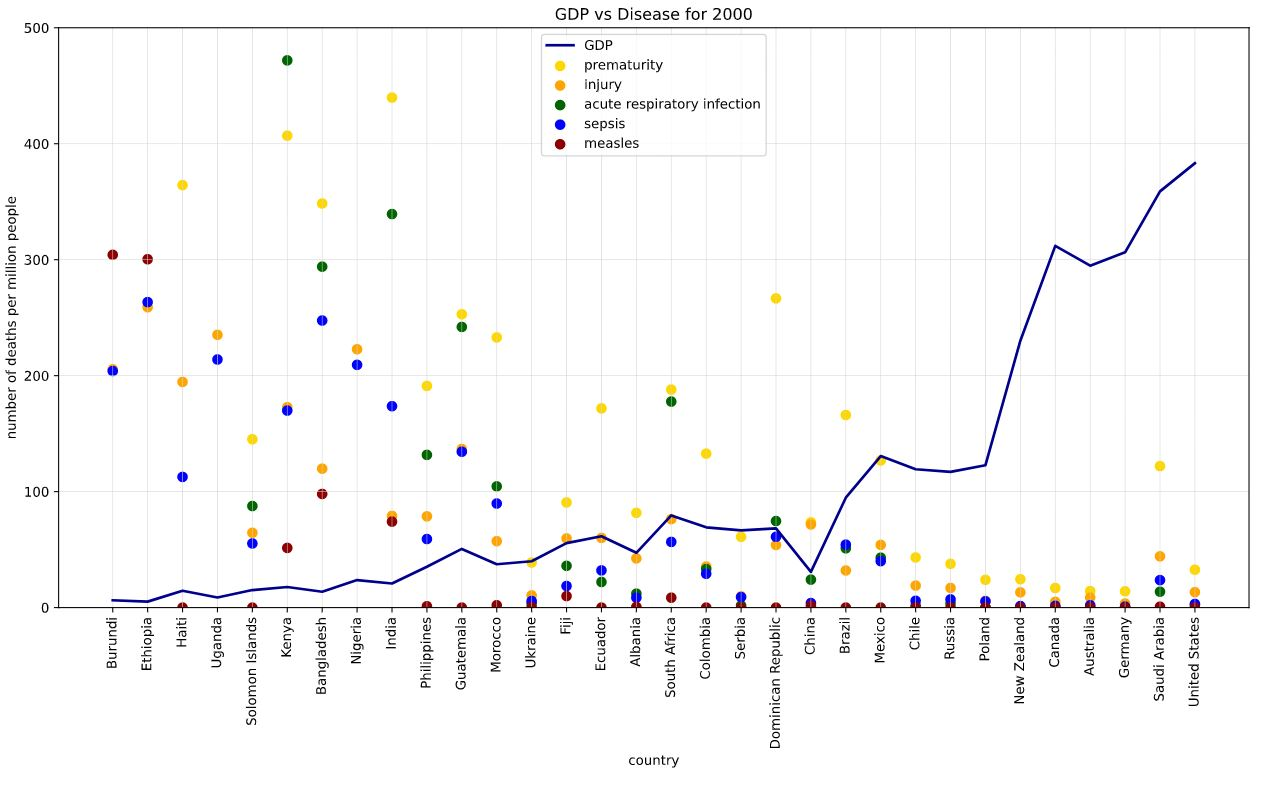 GDP vs Disease for 2000
GDP
prematurity
injury
acute respiratory infection
sepsis
measles
number of deaths per million people
500
400
300
200
100
0
Burundi
Ethiopia
Haiti
Uganda
Solomon Islands
Kenya
Bangladesh
Nigeria
India
Philippines
Guatemala
Morocco
Ukraine
Fiji
Ecuador
Albania
South Africa
Colombia
Serbia
Dominican Republic
China
Brazil
Mexico
Chile
Russia
Poland
New Zealand
Canada
Australia
Germany
Saudi Arabia
United States
country